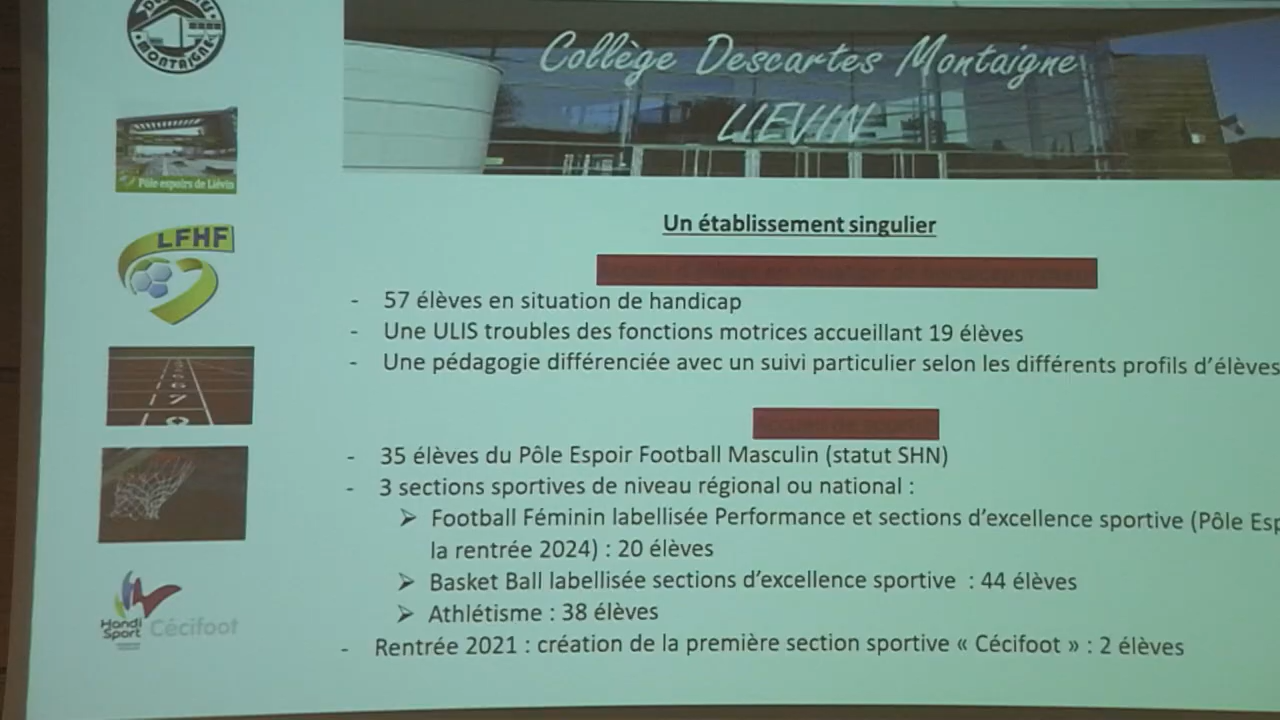 MONTAIGNE
Collège Descartes Montaigne
LIEVIN
Pôle espoirs de Liévin
LFHF
Un établissement singulier
- 57 élèves en situation de handicap
- Une ULIS troubles des fonctions motrices accueillant 19 élèves
- Une pédagogie différenciée avec un suivi particulier selon les différents profils d'élèves
- 35 élèves du Pôle Espoir Football Masculin (statut SHN)
- 3 sections sportives de niveau régional ou national :
➢ Football Féminin labellisée Performance et sections d'excellence sportive (Pôle Esp
la rentrée 2024) : 20 élèves
➢ Basket Ball labellisée sections d'excellence sportive : 44 élèves
➢ Athlétisme : 38 élèves
- Rentrée 2021 : création de la première section sportive « Cécifoot » : 2 élèves
6
7
8
Handi
Sport
Cécifoot